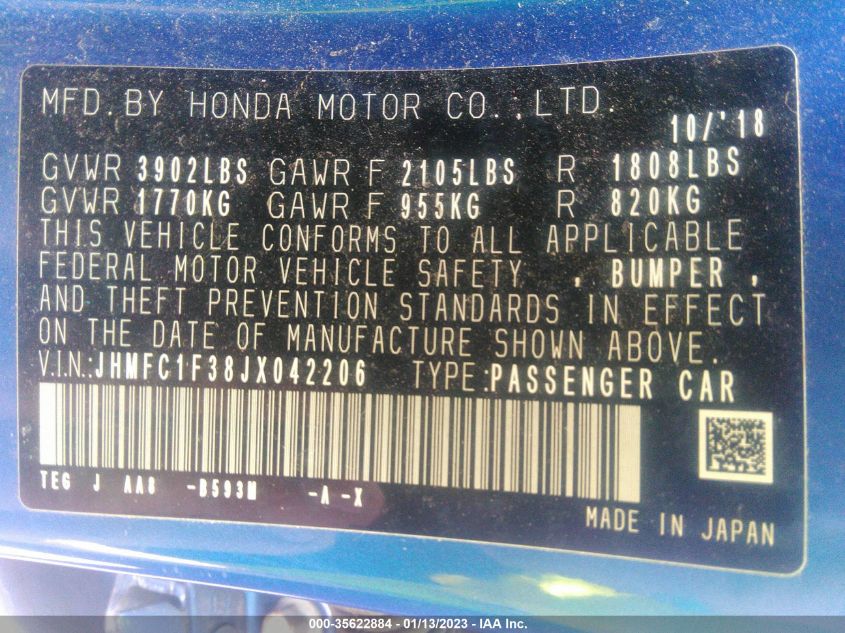 MFD. BY HONDA MOTOR CO., LTD. 10/'18
GVWR 3902LBS GAWR F 2105LBS R 1808LBS
GVWR 1770KG GAWR F 955KG R 820KG
THIS VEHICLE CONFORMS TO ALL APPLICABLE
FEDERAL MOTOR VEHICLE SAFETY , BUMPER ,
AND THEFT PREVENTION STANDARDS IN EFFECT
ON THE DATE OF MANUFACTURE SHOWN ABOVE.
V.I.N.: JHMFC1F38JX042206 TYPE: PASSENGER CAR
TEG J AA8 -B593M -A -X
MADE IN JAPAN
000-35622884 - 01/13/2023 - IAA Inc.